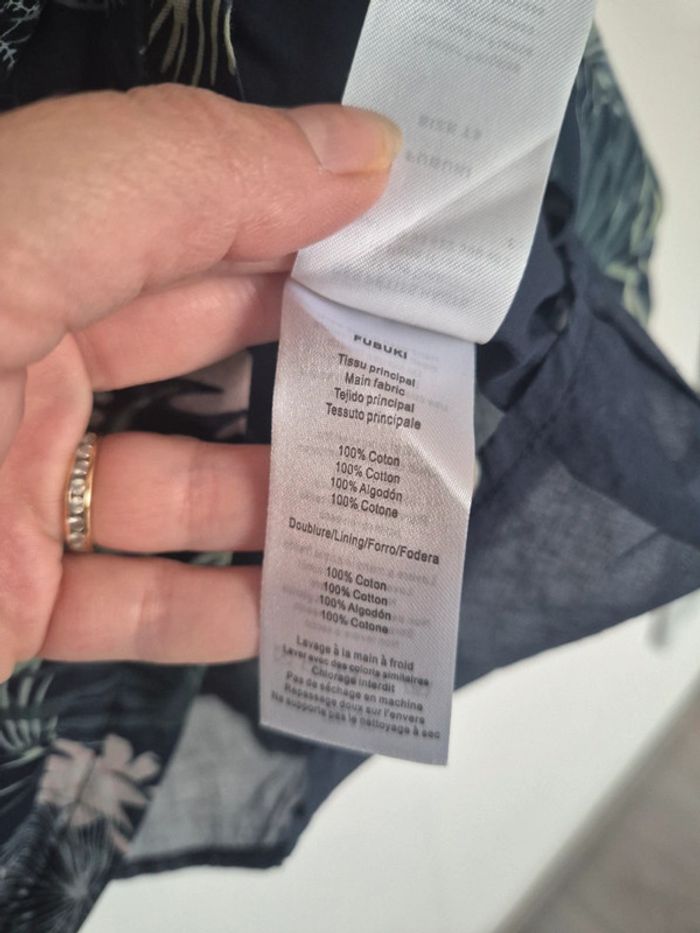 FUBUKI
Tissu principal
Main fabric
Tejido principal
Tessuto principale
100% Coton
100% Cotton
100% Algodón
100% Cotone
Doublure/Lining/Forro/Fodera
100% Coton
100% Cotton
100% Algodón
100% Cotone
Lavage à la main à froid
Laver avec des coloris similaires
Chlorage interdit
Pas de séchage en machine
Repassage doux sur l'envers
Ne supporte pas le nettoyage à sec